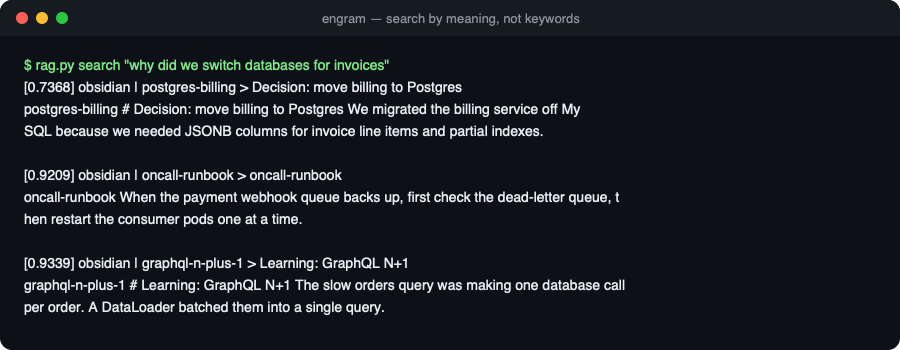 engram — search by meaning, not keywords
$ rag.py search "why did we switch databases for invoices"
[0.7368] obsidian | postgres-billing > Decision: move billing to Postgres
postgres-billing # Decision: move billing to Postgres We migrated the billing service off My
SQL because we needed JSONB columns for invoice line items and partial indexes.
[0.9209] obsidian | oncall-runbook > oncall-runbook
oncall-runbook When the payment webhook queue backs up, first check the dead-letter queue, t
hen restart the consumer pods one at a time.
[0.9339] obsidian | graphql-n-plus-1 > Learning: GraphQL N+1
graphql-n-plus-1 # Learning: GraphQL N+1 The slow orders query was making one database call
per order. A DataLoader batched them into a single query.